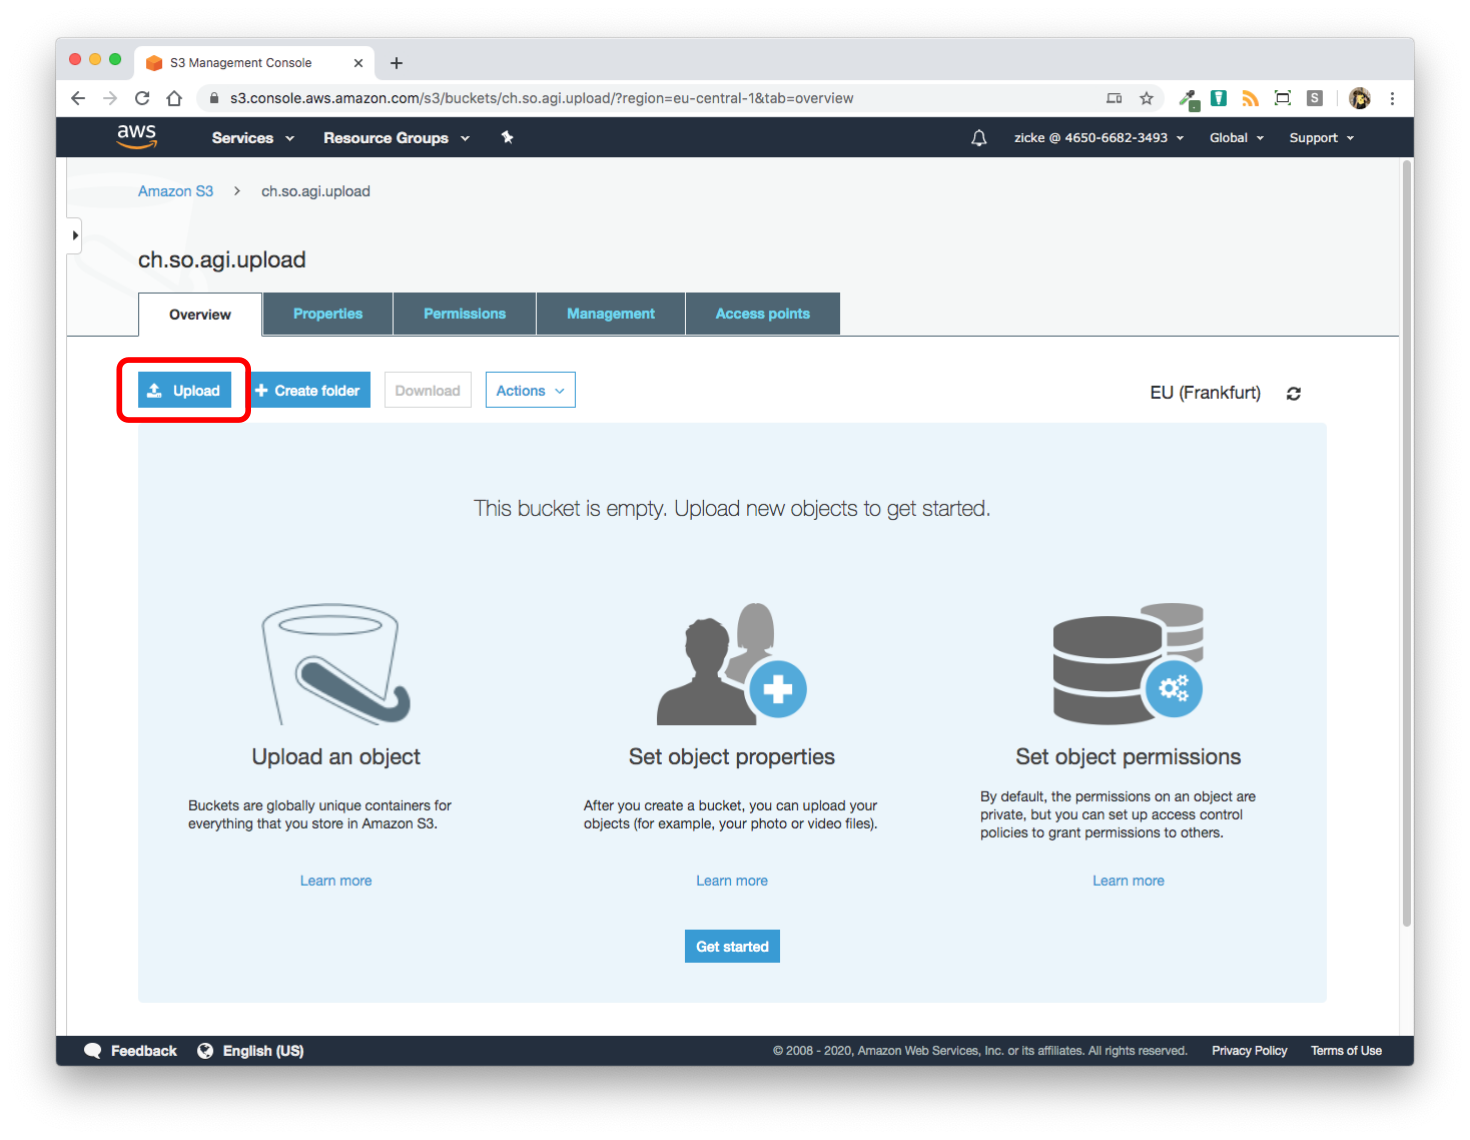 S3 Management Console
s3.console.aws.amazon.com/s3/buckets/ch.so.agi.upload/?region=eu-central-1&tab=overview
aws Services Resource Groups zicke @ 4650-6682-3493 Global Support
Amazon S3 > ch.so.agi.upload
ch.so.agi.upload
Overview Properties Permissions Management Access points
Upload + Create folder Download Actions EU (Frankfurt)
This bucket is empty. Upload new objects to get started.
Upload an object
Buckets are globally unique containers for
everything that you store in Amazon S3.
Learn more
Set object properties
After you create a bucket, you can upload your
objects (for example, your photo or video files).
Learn more
Set object permissions
By default, the permissions on an object are
private, but you can set up access control
policies to grant permissions to others.
Learn more
Get started
Feedback English (US) © 2008 - 2020, Amazon Web Services, Inc. or its affiliates. All rights reserved. Privacy Policy Terms of Use